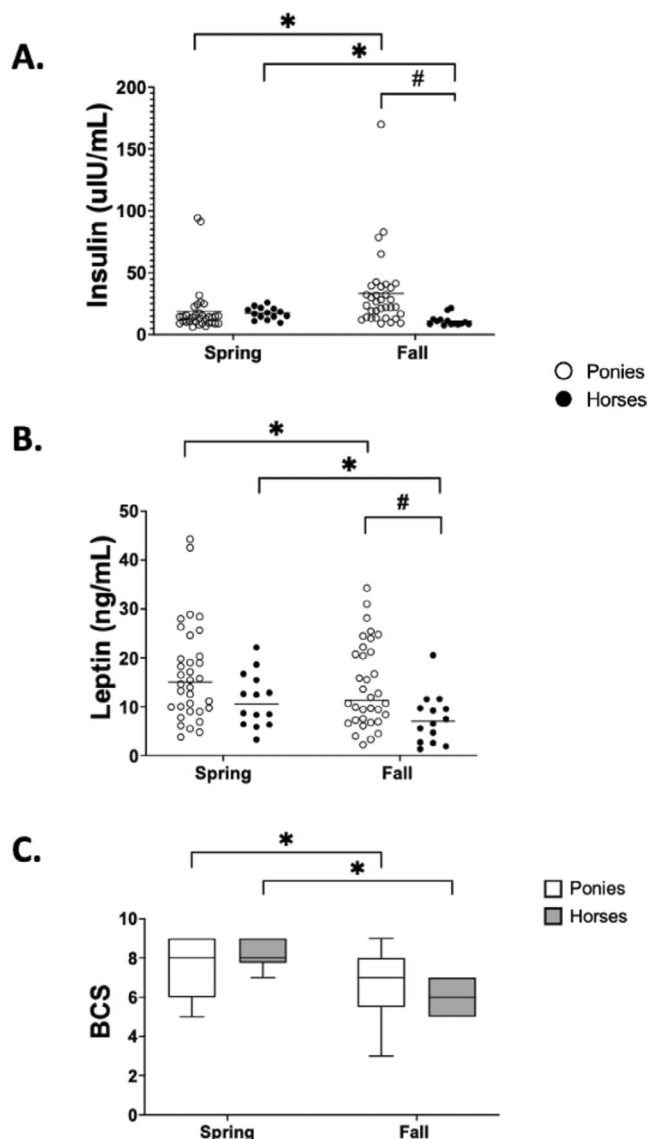 A.
*
*
#
Insulin (uIU/mL)
200
150
100
50
0
Spring Fall
Ponies
Horses
B.
*
*
#
Leptin (ng/mL)
50
40
30
20
10
0
Spring Fall
C.
*
*
Ponies
Horses
BCS
10
8
6
4
2
0
Spring Fall